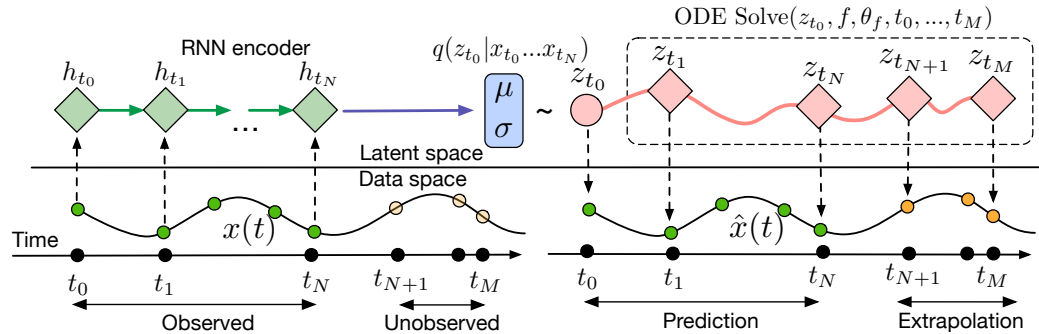 ODE Solve(z_{t_0}, f, θ_f, t_0, ..., t_M)
RNN encoder
q(z_{t_0}|x_{t_0}...x_{t_N})
h_{t_0} h_{t_1} h_{t_N}
z_{t_0} z_{t_1} z_{t_N} z_{t_{N+1}} z_{t_M}
...
μ
σ
~
Latent space
Data space
x(t)
x̂(t)
Time
t_0 t_1 t_N t_{N+1} t_M
t_0 t_1 t_N t_{N+1} t_M
Observed Unobserved
Prediction Extrapolation